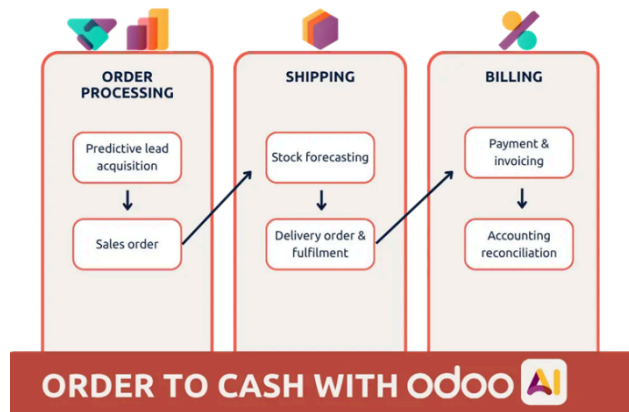 ORDER
PROCESSING
Predictive lead
acquisition
Sales order
SHIPPING
Stock forecasting
Delivery order &
fulfilment
BILLING
Payment &
invoicing
Accounting
reconciliation
ORDER TO CASH WITH odoo AI